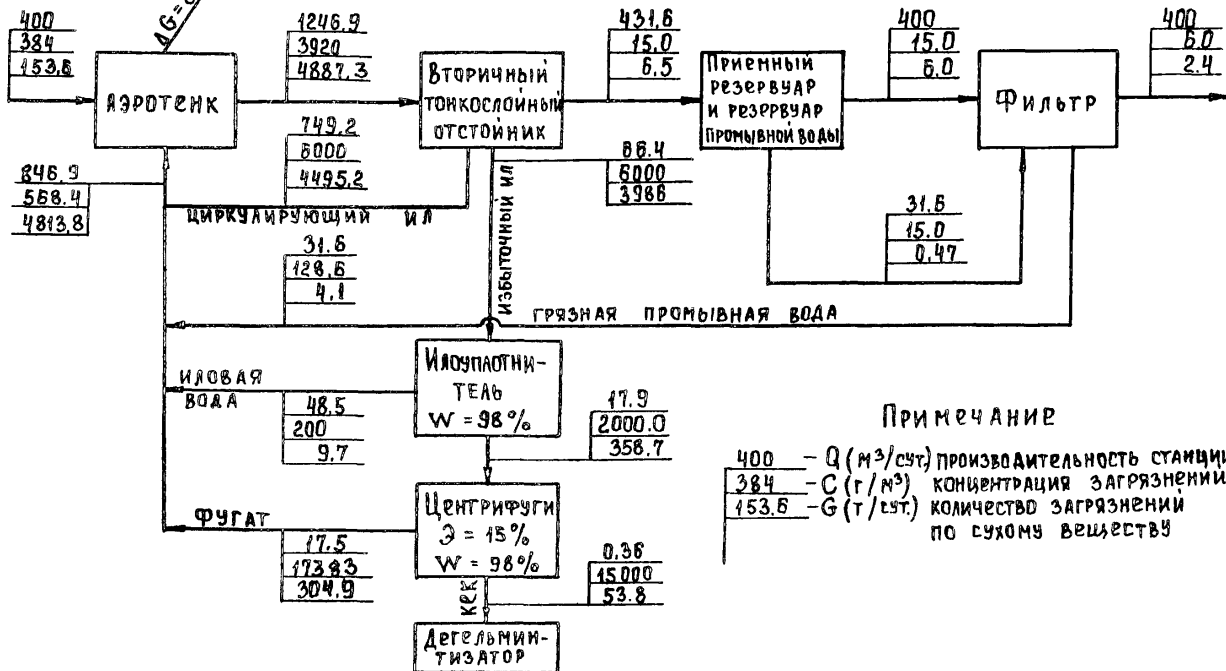 400
384
153.6
ΔG=
1246.9
3920
4887.3
431.6
15.0
6.5
400
15.0
6.0
400
6.0
2.4
АЭРОТЕНК
ВТОРИЧНЫЙ
ТОНКОСЛОЙНЫЙ
ОТСТОЙНИК
ПРИЕМНЫЙ
РЕЗЕРВУАР
И РЕЗЕРВУАР
ПРОМЫВНОЙ ВОДЫ
ФИЛЬТР
749.2
6000
4495.2
846.9
568.4
4813.8
ЦИРКУЛИРУЮЩИЙ ИЛ
66.4
6000
3986
ИЗБЫТОЧНЫЙ ИЛ
31.6
15.0
0.47
31.6
128.6
4.1
ГРЯЗНАЯ ПРОМЫВНАЯ ВОДА
ИЛОУПЛОТНИ-
ТЕЛЬ
W = 98%
ИЛОВАЯ
ВОДА
48.5
200
9.7
17.9
2000.0
358.7
ЦЕНТРИФУГИ
Э = 15%
W = 98%
ФУГАТ
17.5
17383
304.9
КЕК
0.36
15000
53.8
ДЕГЕЛЬМИН-
ТИЗАТОР
ПРИМЕЧАНИЕ
400 – Q (м³/сут.) ПРОИЗВОДИТЕЛЬНОСТЬ СТАНЦИИ
384 – C (г/м³) КОНЦЕНТРАЦИЯ ЗАГРЯЗНЕНИЙ
153.6 – G (т/сут.) КОЛИЧЕСТВО ЗАГРЯЗНЕНИЙ
ПО СУХОМУ ВЕЩЕСТВУ